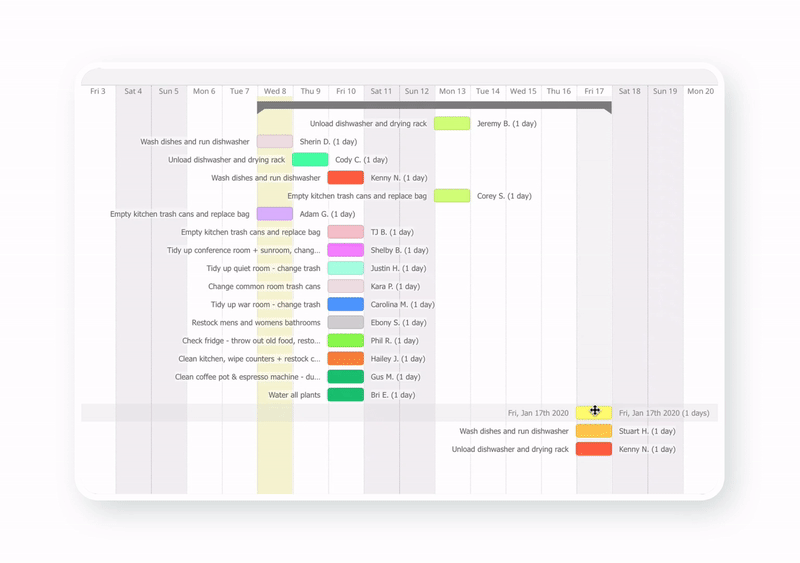 Fri 3 Sat 4 Sun 5 Mon 6 Tue 7 Wed 8 Thu 9 Fri 10 Sat 11 Sun 12 Mon 13 Tue 14 Wed 15 Thu 16 Fri 17 Sat 18 Sun 19 Mon 20
Unload dishwasher and drying rack Jeremy B. (1 day)
Wash dishes and run dishwasher Sherin D. (1 day)
Unload dishwasher and drying rack Cody C. (1 day)
Wash dishes and run dishwasher Kenny N. (1 day)
Empty kitchen trash cans and replace bag Corey S. (1 day)
Empty kitchen trash cans and replace bag Adam G. (1 day)
Empty kitchen trash cans and replace bag TJ B. (1 day)
Tidy up conference room + sunroom, chang... Shelby B. (1 day)
Tidy up quiet room - change trash Justin H. (1 day)
Change common room trash cans Kara P. (1 day)
Tidy up war room - change trash Carolina M. (1 day)
Restock mens and womens bathrooms Ebony S. (1 day)
Check fridge - throw out old food, resto... Phil R. (1 day)
Clean kitchen, wipe counters + restock c... Hailey J. (1 day)
Clean coffee pot & espresso machine - du... Gus M. (1 day)
Water all plants Bri E. (1 day)
Fri, Jan 17th 2020 Fri, Jan 17th 2020 (1 days)
Wash dishes and run dishwasher Stuart H. (1 day)
Unload dishwasher and drying rack Kenny N. (1 day)